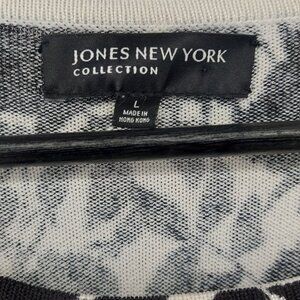 JONES NEW YORK
COLLECTION
L
MADE IN
HONG KONG